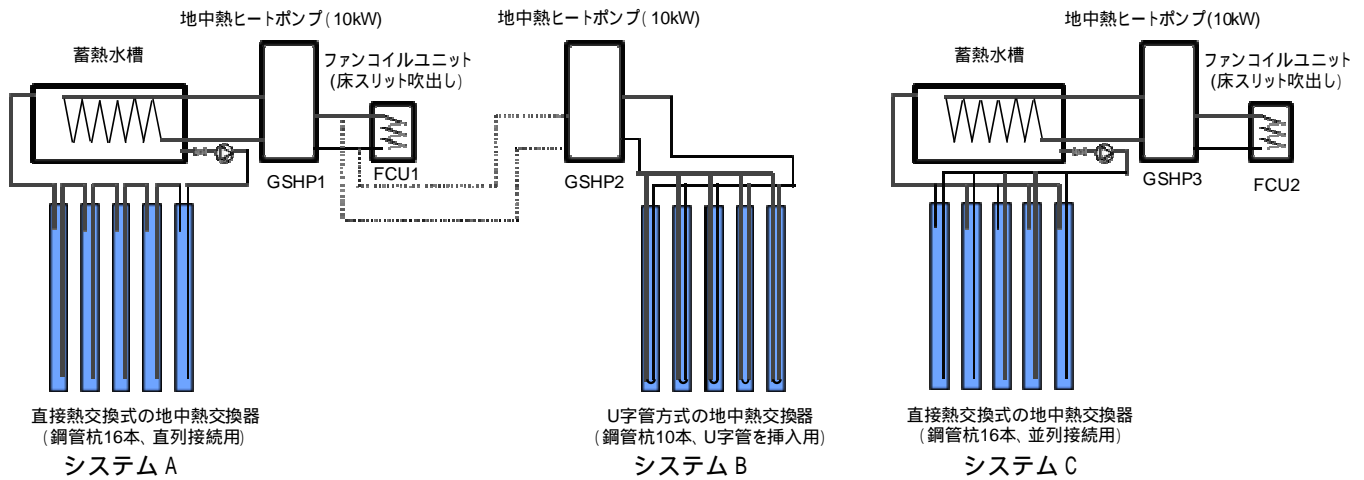 地中熱ヒートポンプ(10kW)
蓄熱水槽
ファンコイルユニット
(床スリット吹出し)
GSHP1
FCU1
直接熱交換式の地中熱交換器
(鋼管杭16本、直列接続用)
システム A
地中熱ヒートポンプ(10kW)
GSHP2
U字管方式の地中熱交換器
(鋼管杭10本、U字管を挿入用)
システム B
地中熱ヒートポンプ(10kW)
蓄熱水槽
ファンコイルユニット
(床スリット吹出し)
GSHP3
FCU2
直接熱交換式の地中熱交換器
(鋼管杭16本、並列接続用)
システム C